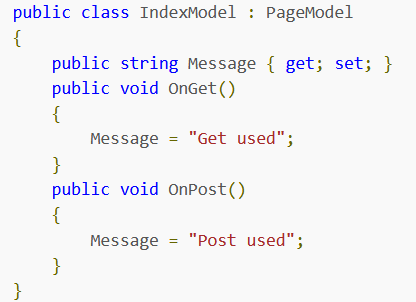 public class IndexModel : PageModel
{
    public string Message { get; set; }
    public void OnGet()
    {
        Message = "Get used";
    }
    public void OnPost()
    {
        Message = "Post used";
    }
}